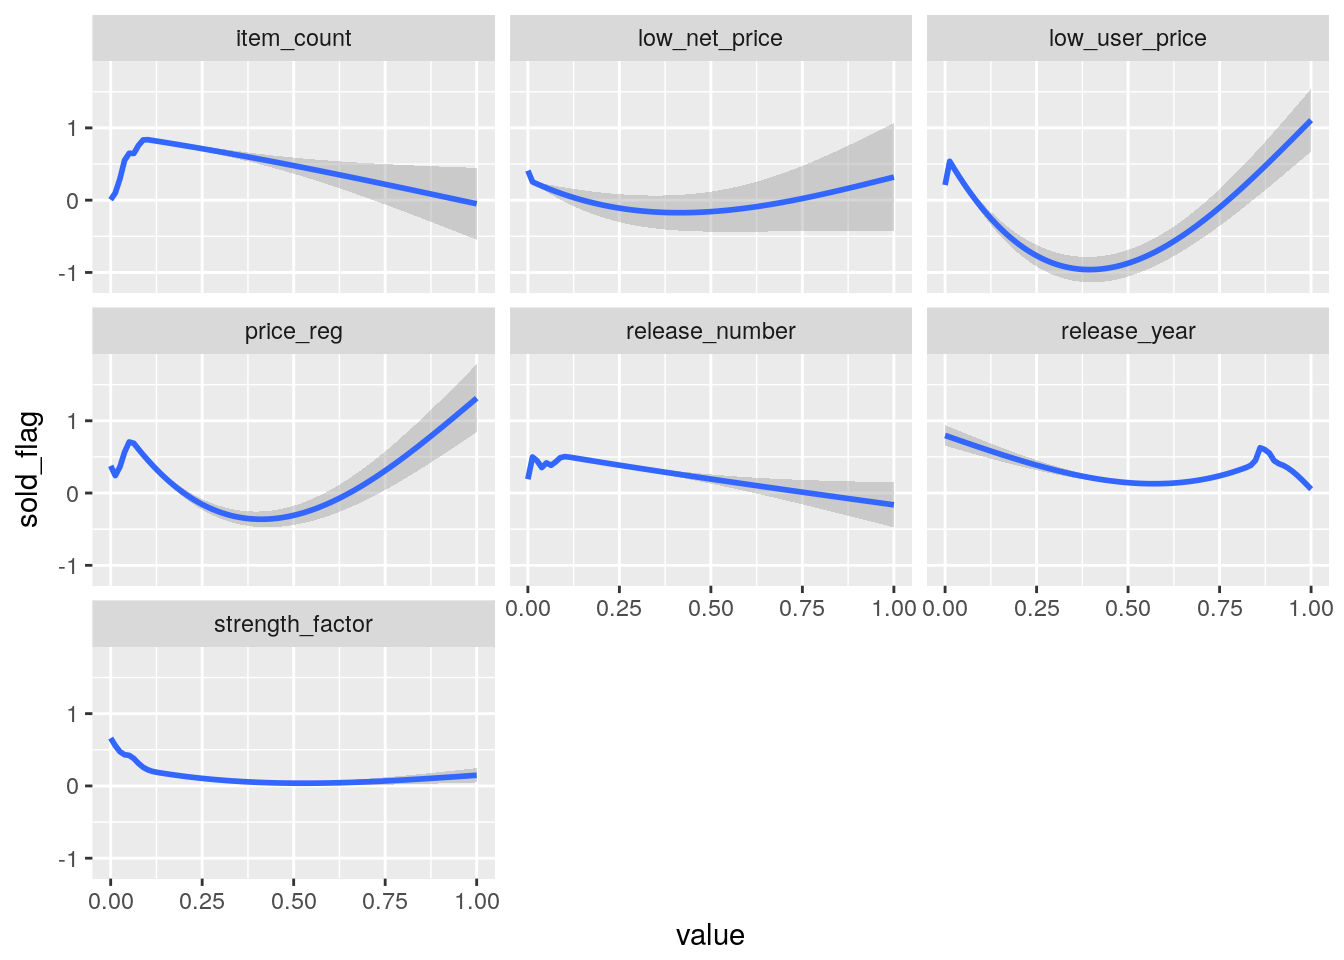 item_count low_net_price low_user_price
1
0
-1
price_reg release_number release_year
1
0
-1
sold_flag
0.00 0.25 0.50 0.75 1.00 0.00 0.25 0.50 0.75 1.00
strength_factor
1
0
-1
0.00 0.25 0.50 0.75 1.00
value